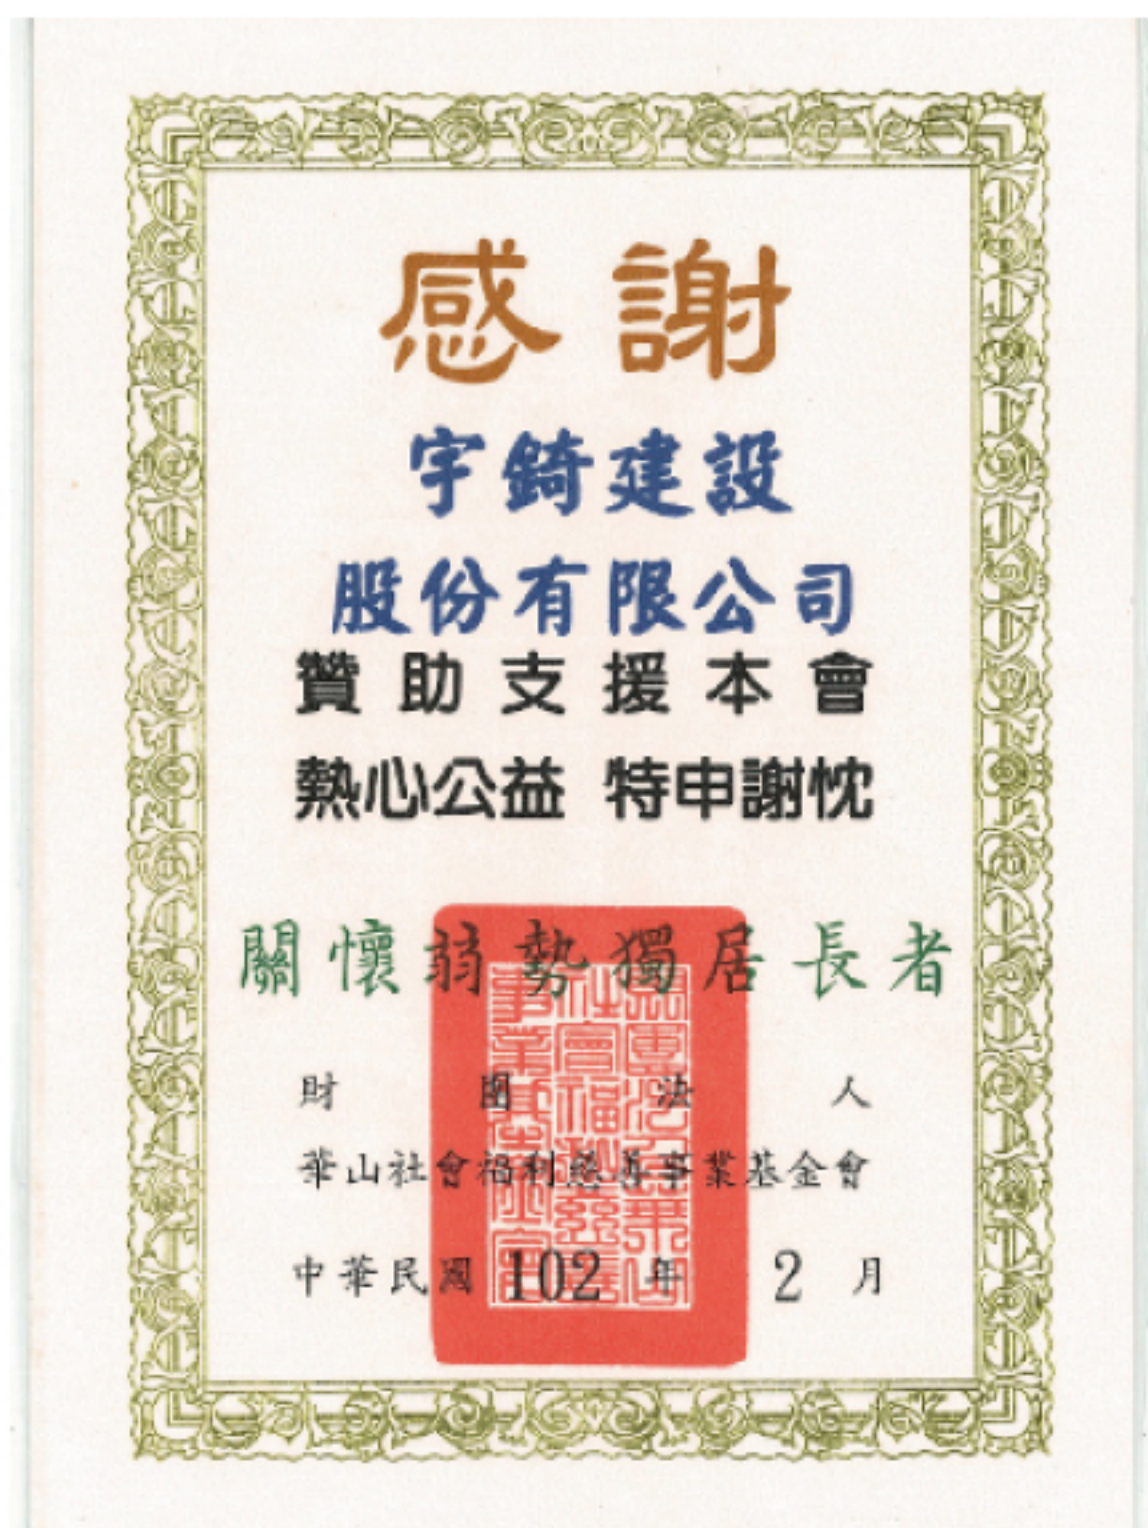 感謝
宇錡建設
股份有限公司
贊助支援本會
熱心公益 特申謝忱
關懷弱勢獨居長者
財團法人
華山社會福利慈善事業基金會
中華民國 102 年 2 月